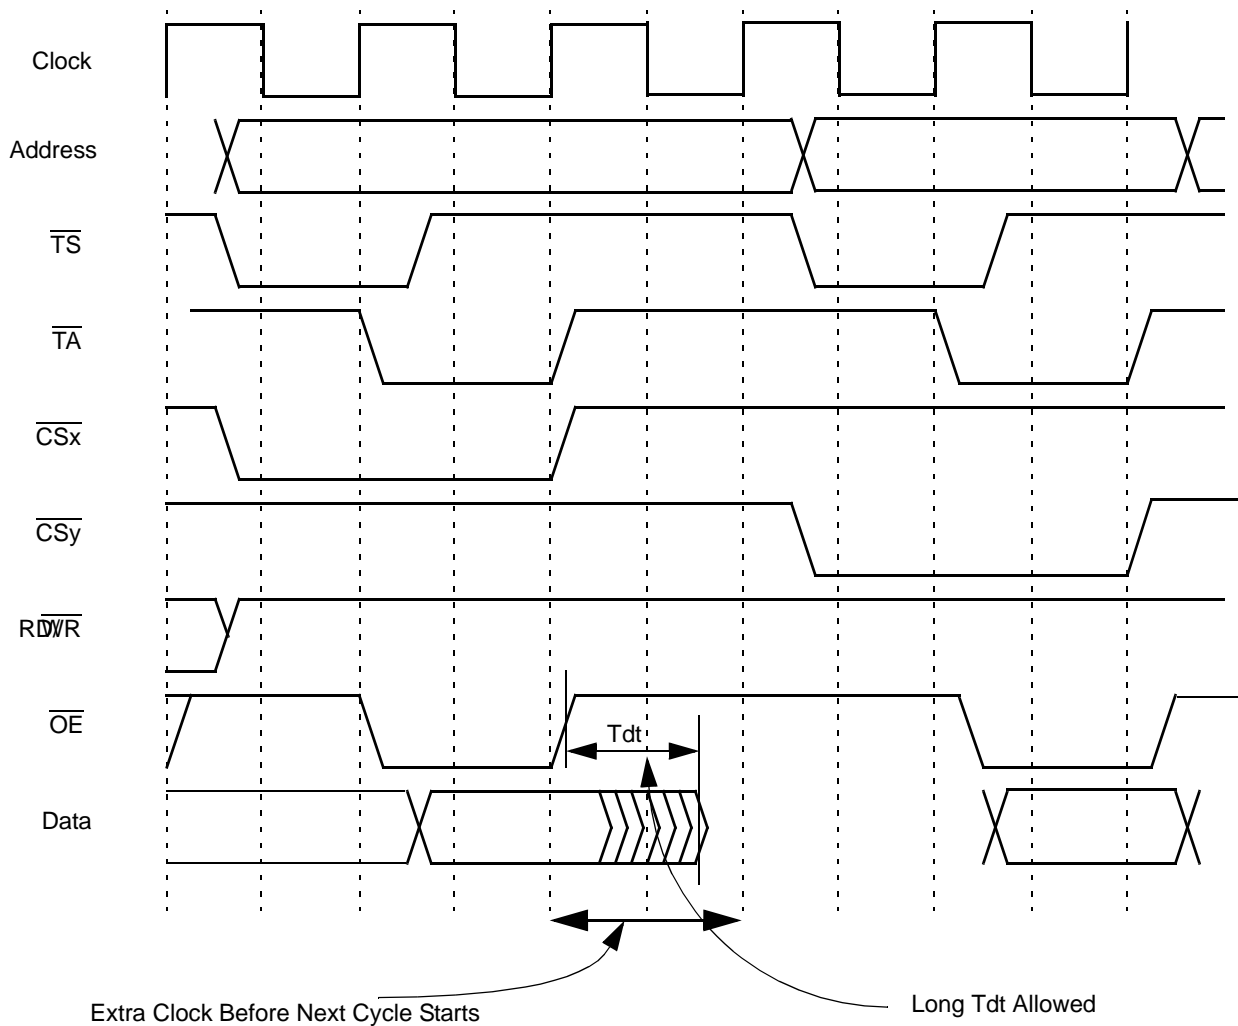 Clock
Address
TS
TA
CSx
CSy
RD/WR
OE
Tdt
Data
Extra Clock Before Next Cycle Starts
Long Tdt Allowed